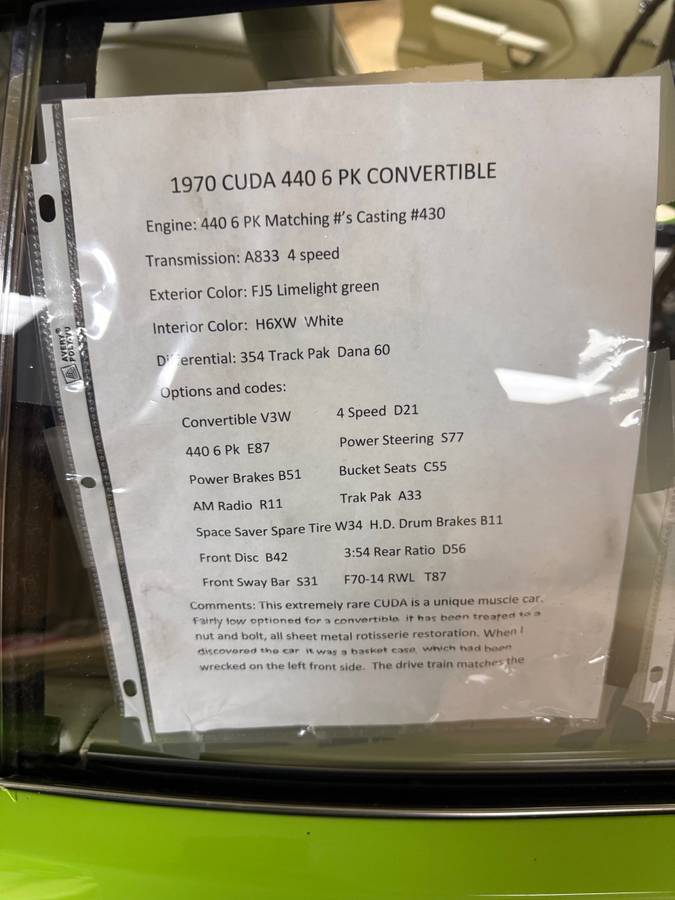 1970 CUDA 440 6 PK CONVERTIBLE
Engine: 440 6 PK Matching #'s Casting #430
Transmission: A833 4 speed
Exterior Color: FJ5 Limelight green
Interior Color: H6XW White
Differential: 354 Track Pak Dana 60
Options and codes:
Convertible V3W 4 Speed D21
440 6 Pk E87 Power Steering S77
Power Brakes B51 Bucket Seats C55
AM Radio R11 Trak Pak A33
Space Saver Spare Tire W34 H.D. Drum Brakes B11
Front Disc B42 3:54 Rear Ratio D56
Front Sway Bar S31 F70-14 RWL T87
Comments: This extremely rare CUDA is a unique muscle car.
Fairly low optioned for a convertible it has been treated to a
nut and bolt, all sheet metal rotisserie restoration. When I
discovered the car it was a basket case, which had been
wrecked on the left front side. The drive train matches the
AVERY®
POLY-VU